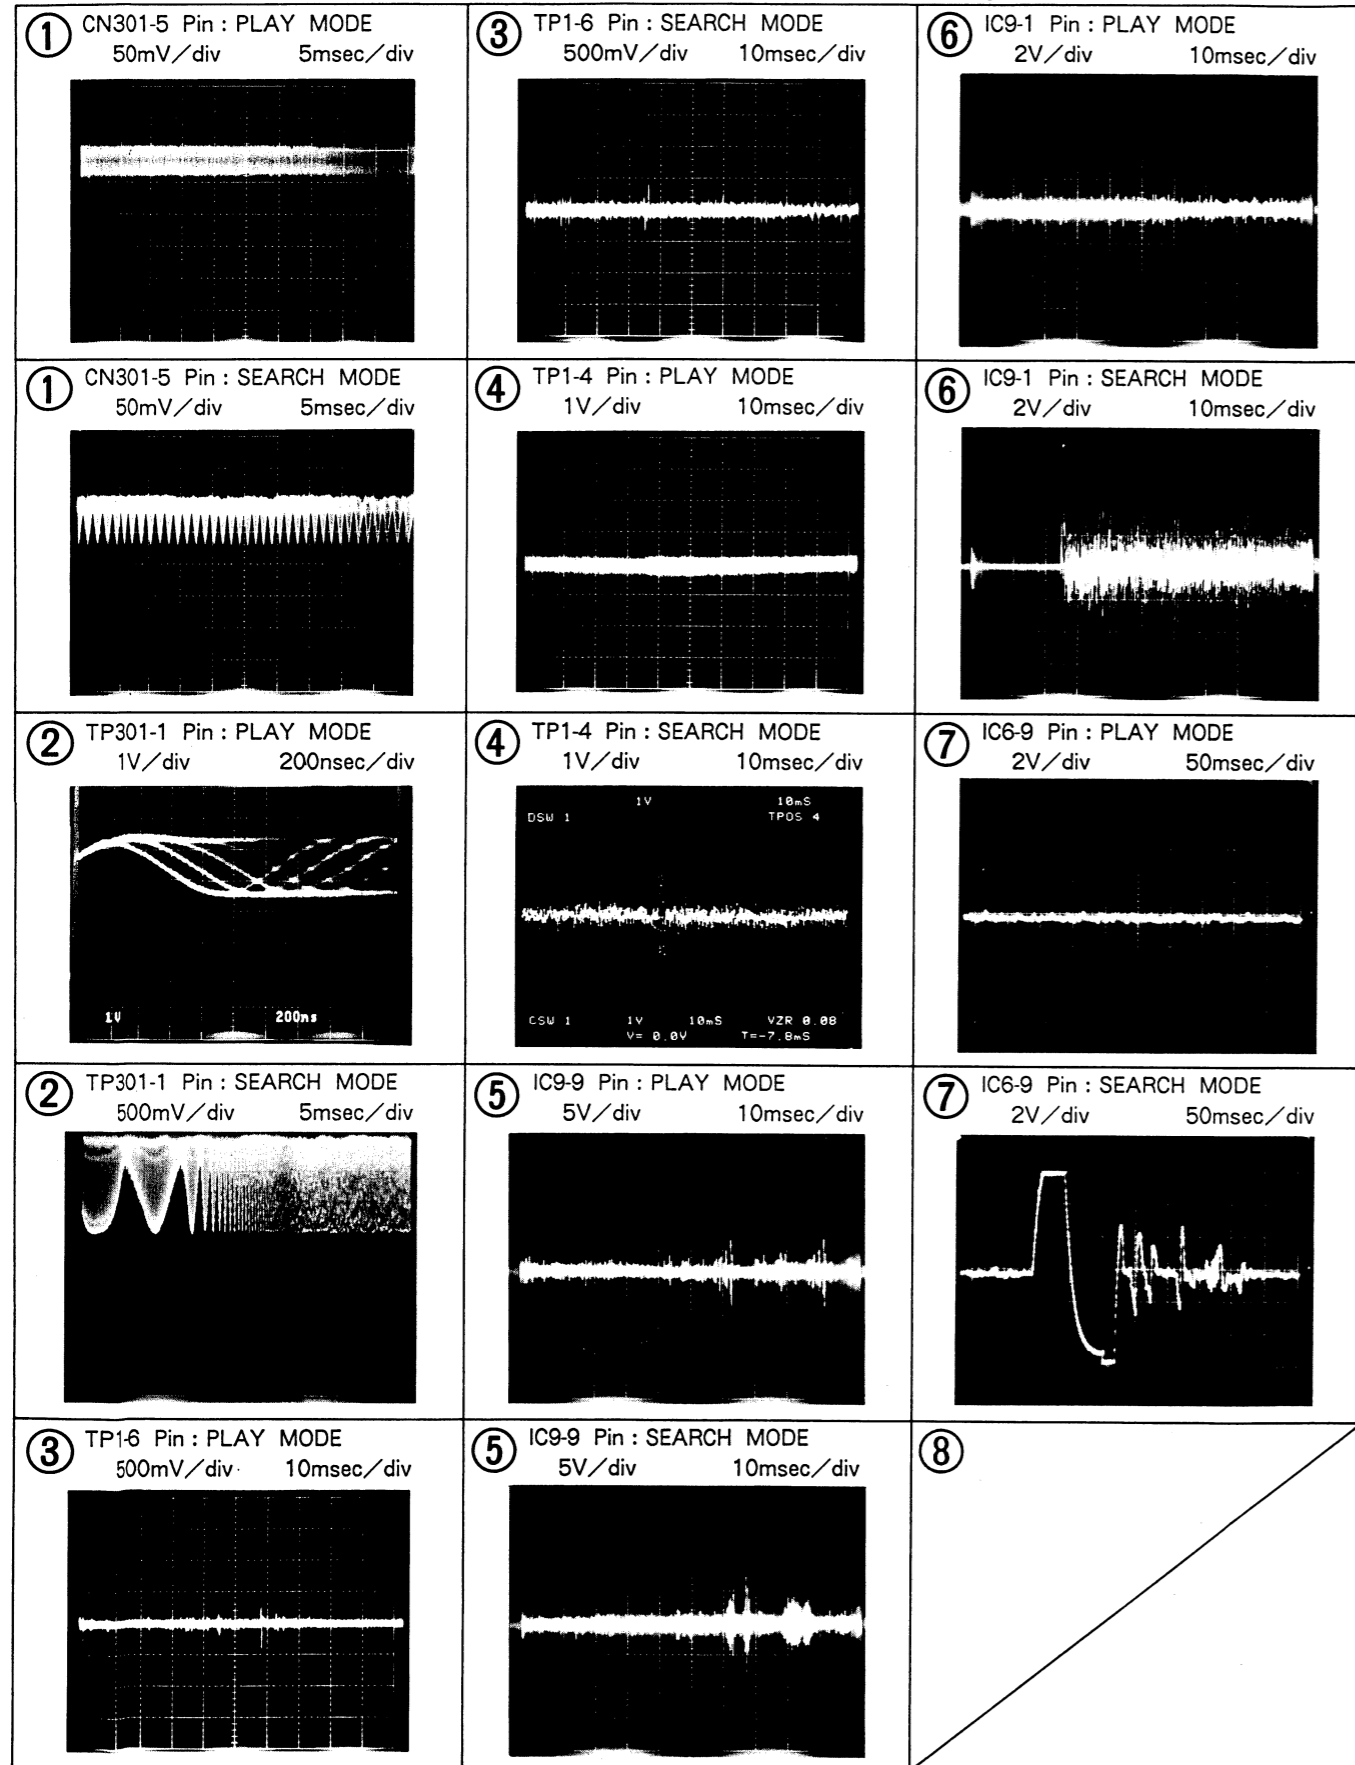 ① CN301-5 Pin : PLAY MODE
50mV/div 5msec/div
① CN301-5 Pin : SEARCH MODE
50mV/div 5msec/div
② TP301-1 Pin : PLAY MODE
1V/div 200nsec/div
1V 200ns
② TP301-1 Pin : SEARCH MODE
500mV/div 5msec/div
③ TP1-6 Pin : PLAY MODE
500mV/div 10msec/div
③ TP1-6 Pin : SEARCH MODE
500mV/div 10msec/div
④ TP1-4 Pin : PLAY MODE
1V/div 10msec/div
④ TP1-4 Pin : SEARCH MODE
1V/div 10msec/div
1V 10mS
DSW 1 TPOS 4
CSW 1 1V 10mS VZR 0.08
V= 0.0V T=-7.8mS
⑤ IC9-9 Pin : PLAY MODE
5V/div 10msec/div
⑤ IC9-9 Pin : SEARCH MODE
5V/div 10msec/div
⑥ IC9-1 Pin : PLAY MODE
2V/div 10msec/div
⑥ IC9-1 Pin : SEARCH MODE
2V/div 10msec/div
⑦ IC6-9 Pin : PLAY MODE
2V/div 50msec/div
⑦ IC6-9 Pin : SEARCH MODE
2V/div 50msec/div
⑧